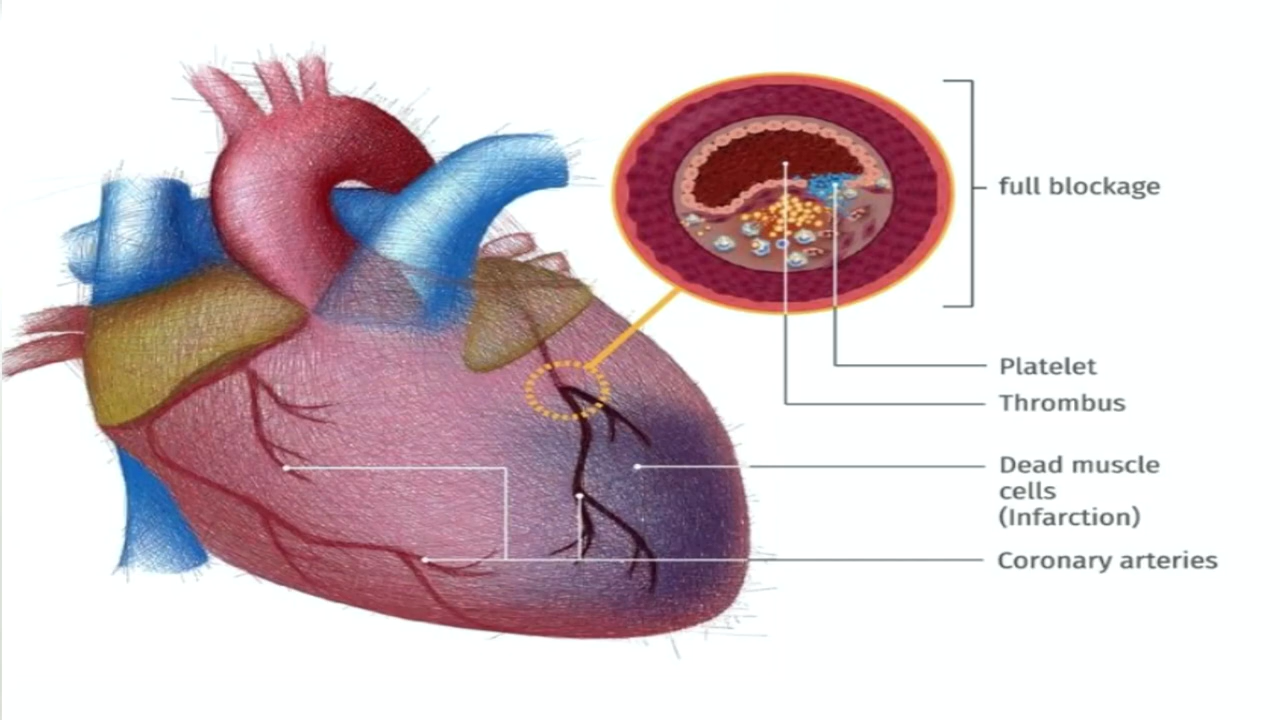 full blockage
Platelet
Thrombus
Dead muscle
cells
(Infarction)
Coronary arteries